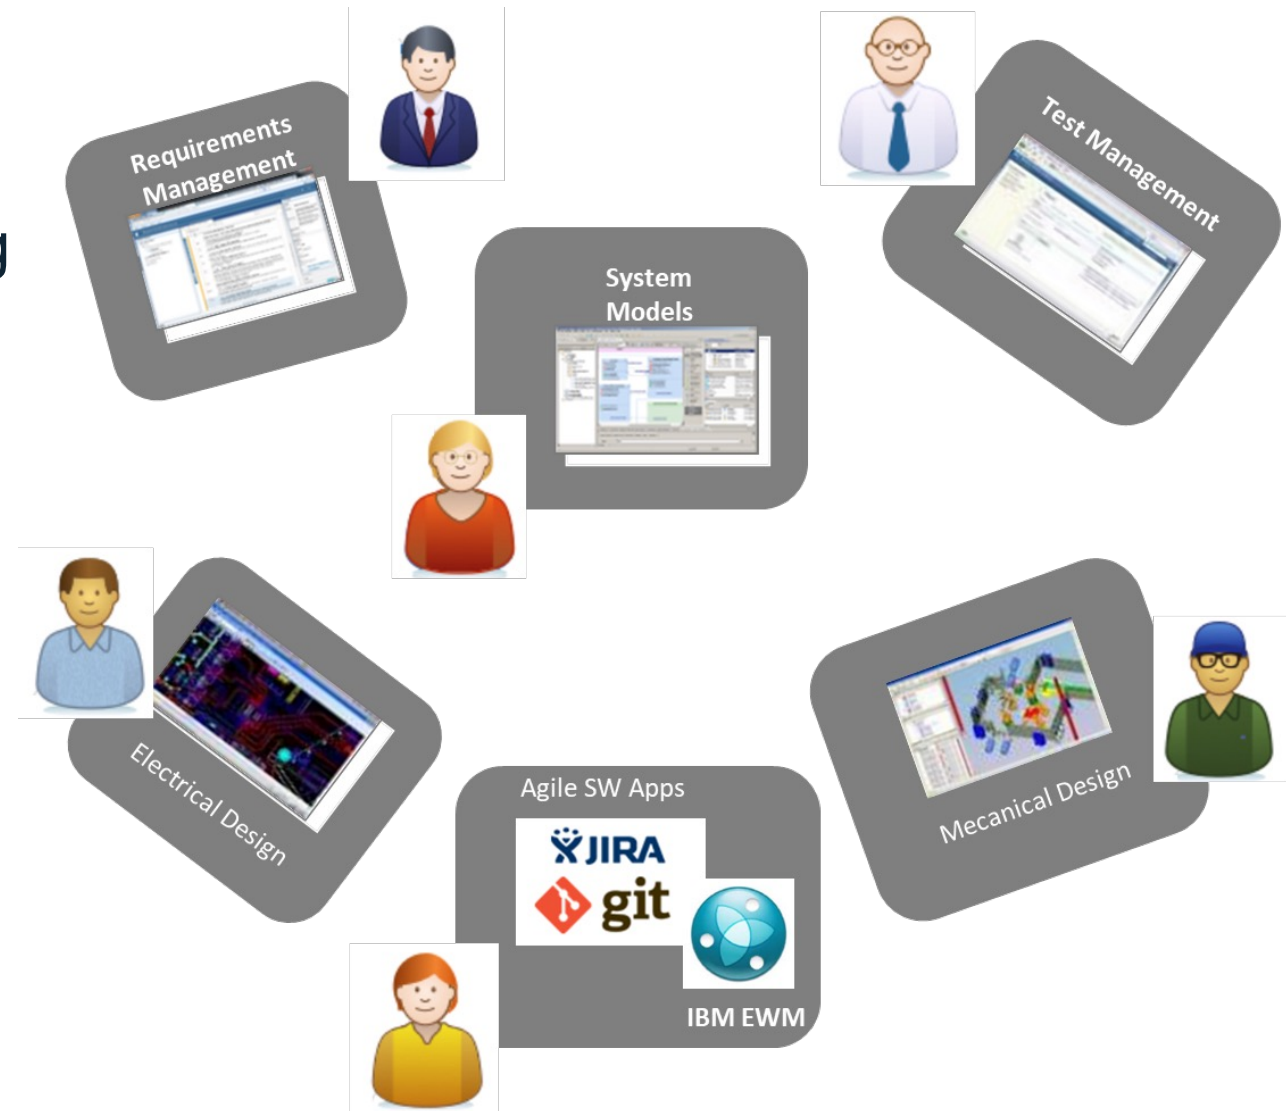 g
Requirements
Management
Test Management
System
Models
Electrical Design
Mecanical Design
Agile SW Apps
JIRA
git
IBM EWM